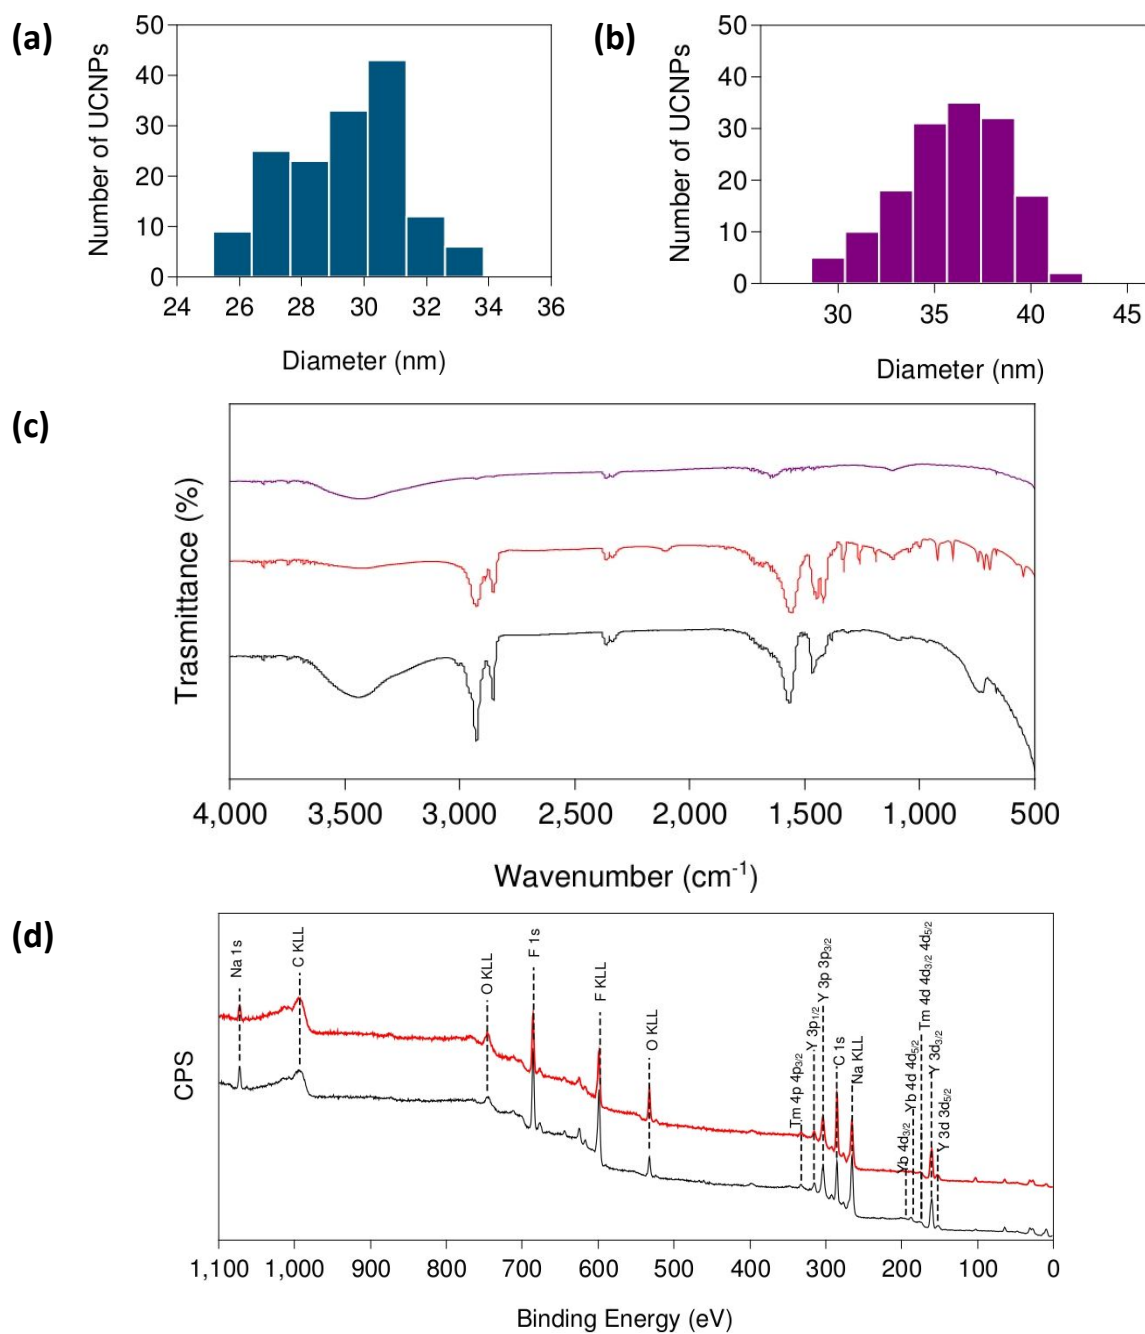 (a)
Number of UCNPs
50
40
30
20
10
0
24 26 28 30 32 34 36
Diameter (nm)
(b)
Number of UCNPs
50
40
30
20
10
0
30 35 40 45
Diameter (nm)
(c)
Trasmittance (%)
4,000 3,500 3,000 2,500 2,000 1,500 1,000 500
Wavenumber (cm⁻¹)
(d)
CPS
Na 1s
C KLL
O KLL
F 1s
F KLL
O KLL
Tm 4p 4p₃/₂
Y 3p₁/₂
Y 3p 3p₃/₂
C 1s
Na KLL
Yb 4d₃/₂
Yb 4d 4d₅/₂
Tm 4d 4d₃/₂ 4d₅/₂
Y 3d₃/₂
Y 3d 3d₅/₂
1,100 1,000 900 800 700 600 500 400 300 200 100 0
Binding Energy (eV)